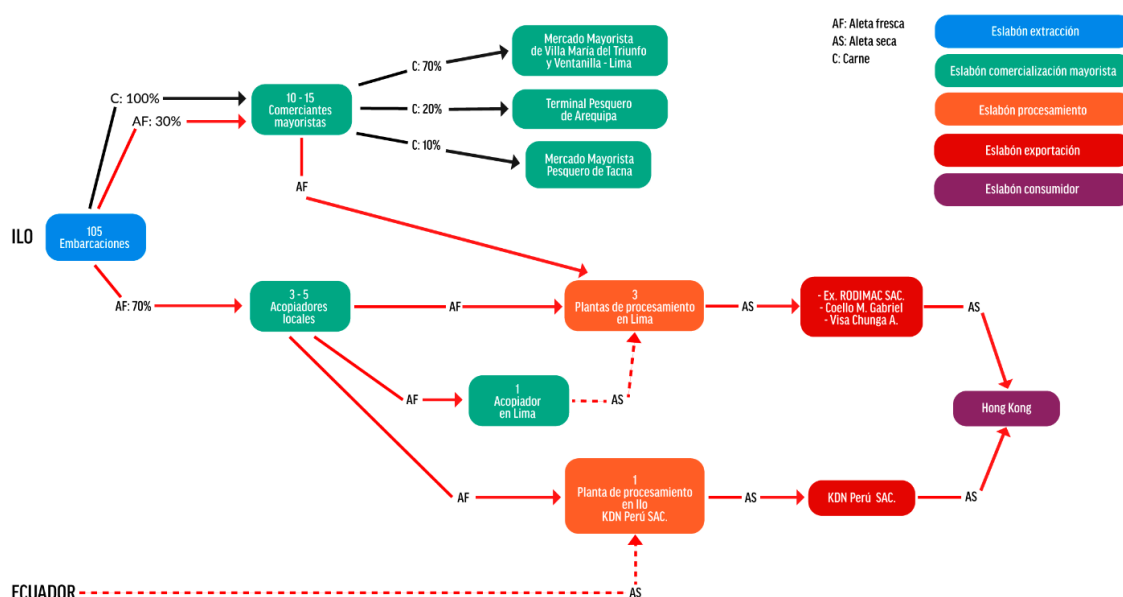 AF: Aleta fresca
AS: Aleta seca
C: Carne
Eslabón extracción
Eslabón comercialización mayorista
Eslabón procesamiento
Eslabón exportación
Eslabón consumidor
Mercado Mayorista
de Villa María del Triunfo
y Ventanilla - Lima
C: 70%
C: 100%
AF: 30%
10 - 15
Comerciantes
mayoristas
C: 20%
Terminal Pesquero
de Arequipa
C: 10%
Mercado Mayorista
Pesquero de Tacna
AF
ILO
105
Embarcaciones
AF: 70%
3 - 5
Acopiadores
locales
AF
3
Plantas de procesamiento
en Lima
AS
- Ex. RODIMAC SAC.
- Coello M. Gabriel
- Visa Chunga A.
AS
AF
1
Acopiador
en Lima
AS
Hong Kong
AF
1
Planta de procesamiento
en Ilo
KDN Perú SAC.
AS
KDN Perú SAC.
AS
ECUADOR
AS